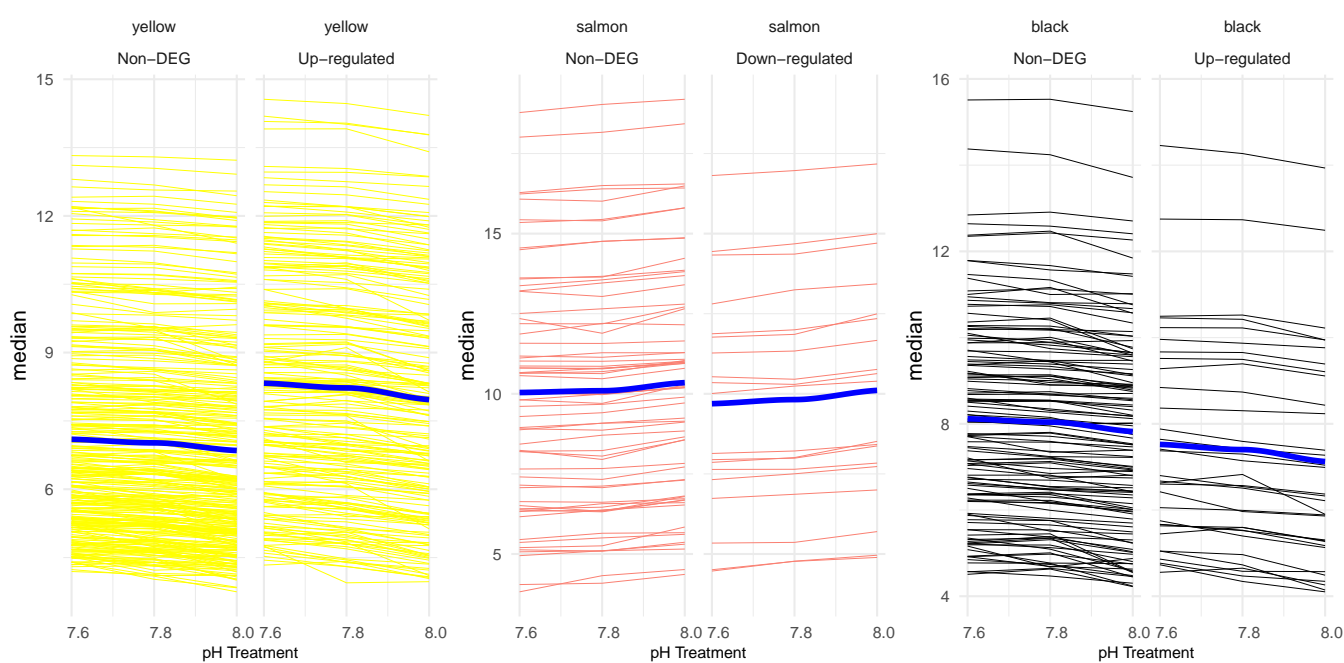 yellow yellow salmon salmon black black
Non−DEG Up−regulated Non−DEG Down−regulated Non−DEG Up−regulated
15
12
9
6
median
7.6 7.8 8.0 7.6 7.8 8.0
pH Treatment
15
10
5
median
7.6 7.8 8.0 7.6 7.8 8.0
pH Treatment
16
12
8
4
median
7.6 7.8 8.0 7.6 7.8 8.0
pH Treatment